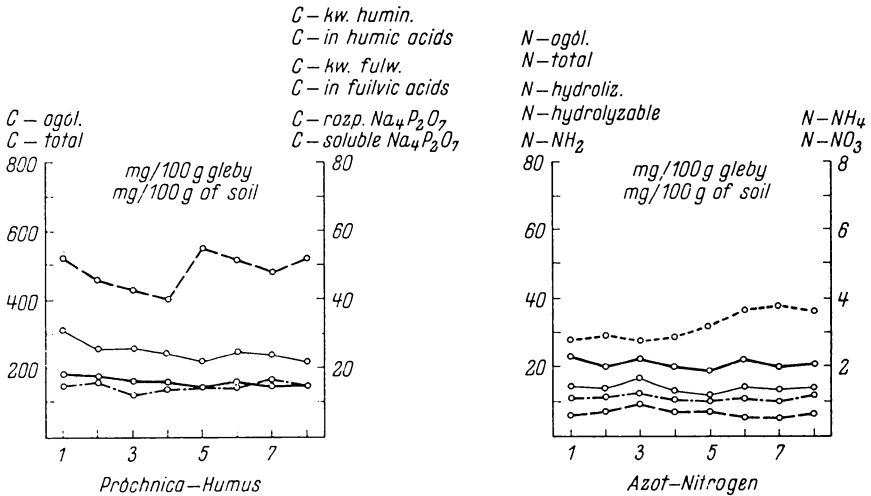 C – kw. humin.
C – in humic acids
C – kw. fulw.
C – in fuilvic acids
C – ogól.
C – total
C – rozp. Na4P2O7
C – soluble Na4P2O7
800
80
mg/100 g gleby
mg/100 g of soil
600
60
400
40
200
20
1 3 5 7
Próchnica – Humus
N – ogół.
N – total
N – hydroliz.
N – hydrolyzable
N – NH2
N – NH4
N – NO3
80
8
mg/100 g gleby
mg/100 g of soil
60
6
40
4
20
2
1 3 5 7
Azot – Nitrogen